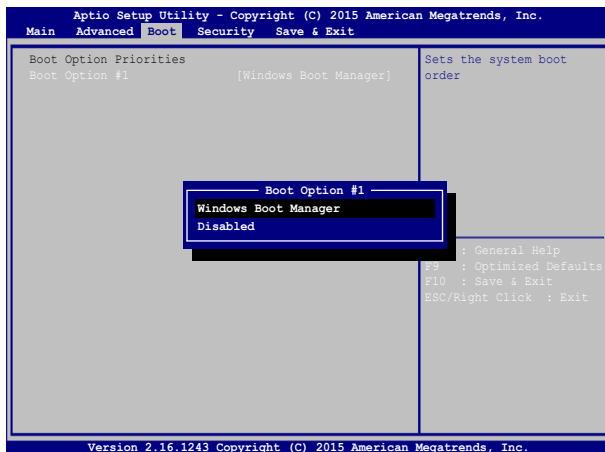 Aptio Setup Utility - Copyright (C) 2015 American Megatrends, Inc.
Main Advanced Boot Security Save & Exit
Boot Option Priorities
Boot Option #1 [Windows Boot Manager]
Sets the system boot
order
Boot Option #1
Windows Boot Manager
Disabled
: General Help
F9 : Optimized Defaults
F10 : Save & Exit
ESC/Right Click : Exit
Version 2.16.1243 Copyright (C) 2015 American Megatrends, Inc.